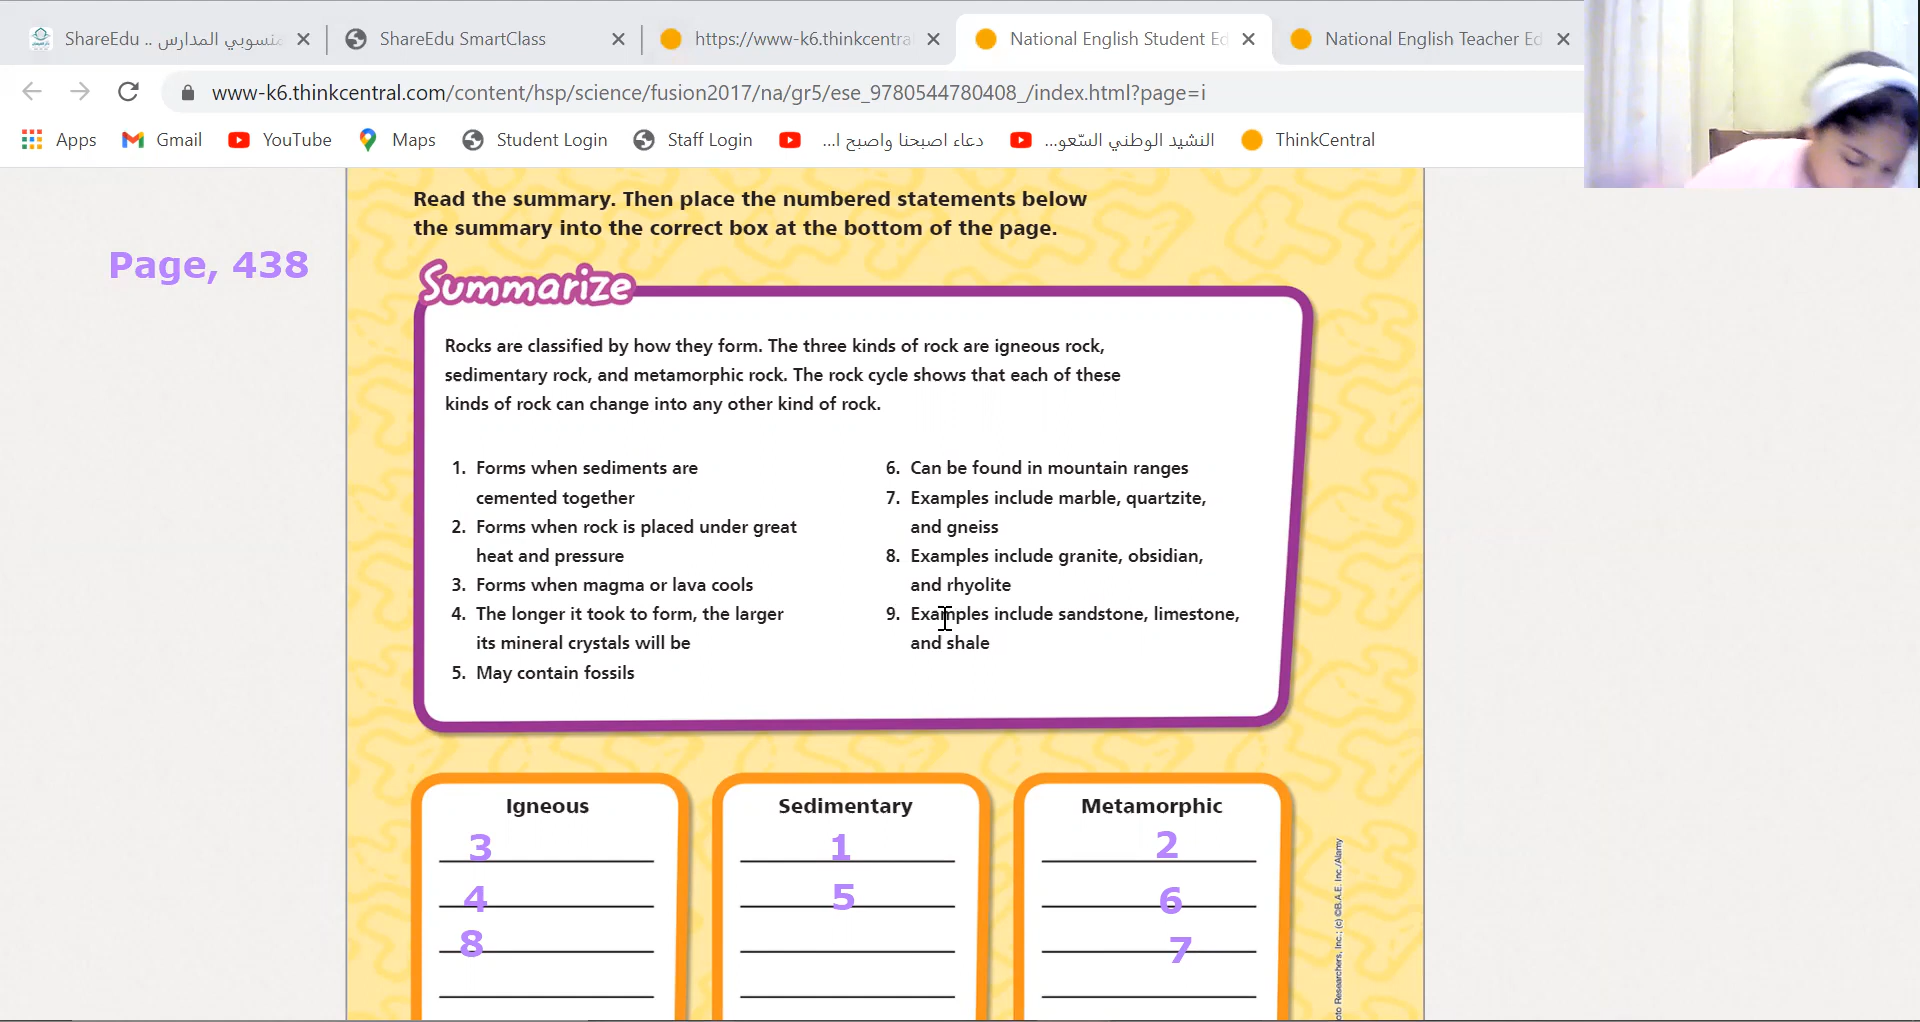 ShareEdu .. منسوبي المدارس
ShareEdu SmartClass
https://www-k6.thinkcentral
National English Student Ed
National English Teacher Ed
www-k6.thinkcentral.com/content/hsp/science/fusion2017/na/gr5/ese_9780544780408_/index.html?page=i
Apps
Gmail
YouTube
Maps
Student Login
Staff Login
دعاء اصبحنا واصبح ا...
النشيد الوطني السّعو...
ThinkCentral
Page, 438
Read the summary. Then place the numbered statements below
the summary into the correct box at the bottom of the page.
Summarize
Rocks are classified by how they form. The three kinds of rock are igneous rock,
sedimentary rock, and metamorphic rock. The rock cycle shows that each of these
kinds of rock can change into any other kind of rock.
1. Forms when sediments are
cemented together
2. Forms when rock is placed under great
heat and pressure
3. Forms when magma or lava cools
4. The longer it took to form, the larger
its mineral crystals will be
5. May contain fossils
6. Can be found in mountain ranges
7. Examples include marble, quartzite,
and gneiss
8. Examples include granite, obsidian,
and rhyolite
9. Examples include sandstone, limestone,
and shale
Igneous
3
4
8
Sedimentary
1
5
Metamorphic
2
6
7
Researchers, Inc.; (c) ©B.A.E. Inc./Alamy